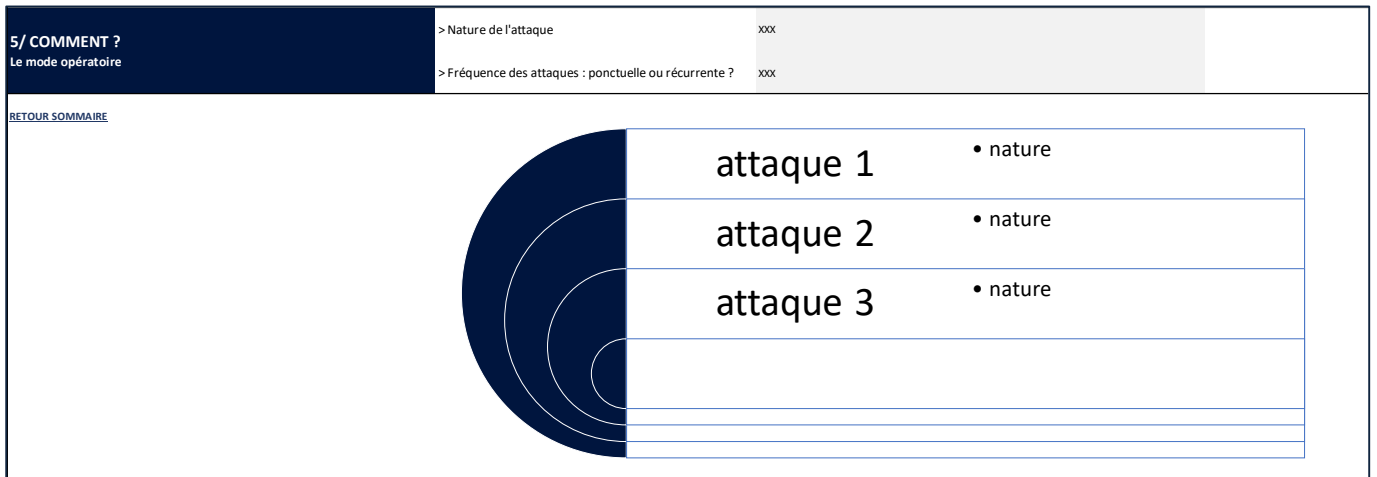 5/ COMMENT ?
Le mode opératoire
> Nature de l'attaque
xxx
> Fréquence des attaques : ponctuelle ou récurrente ?
xxx
RETOUR SOMMAIRE
attaque 1
• nature
attaque 2
• nature
attaque 3
• nature